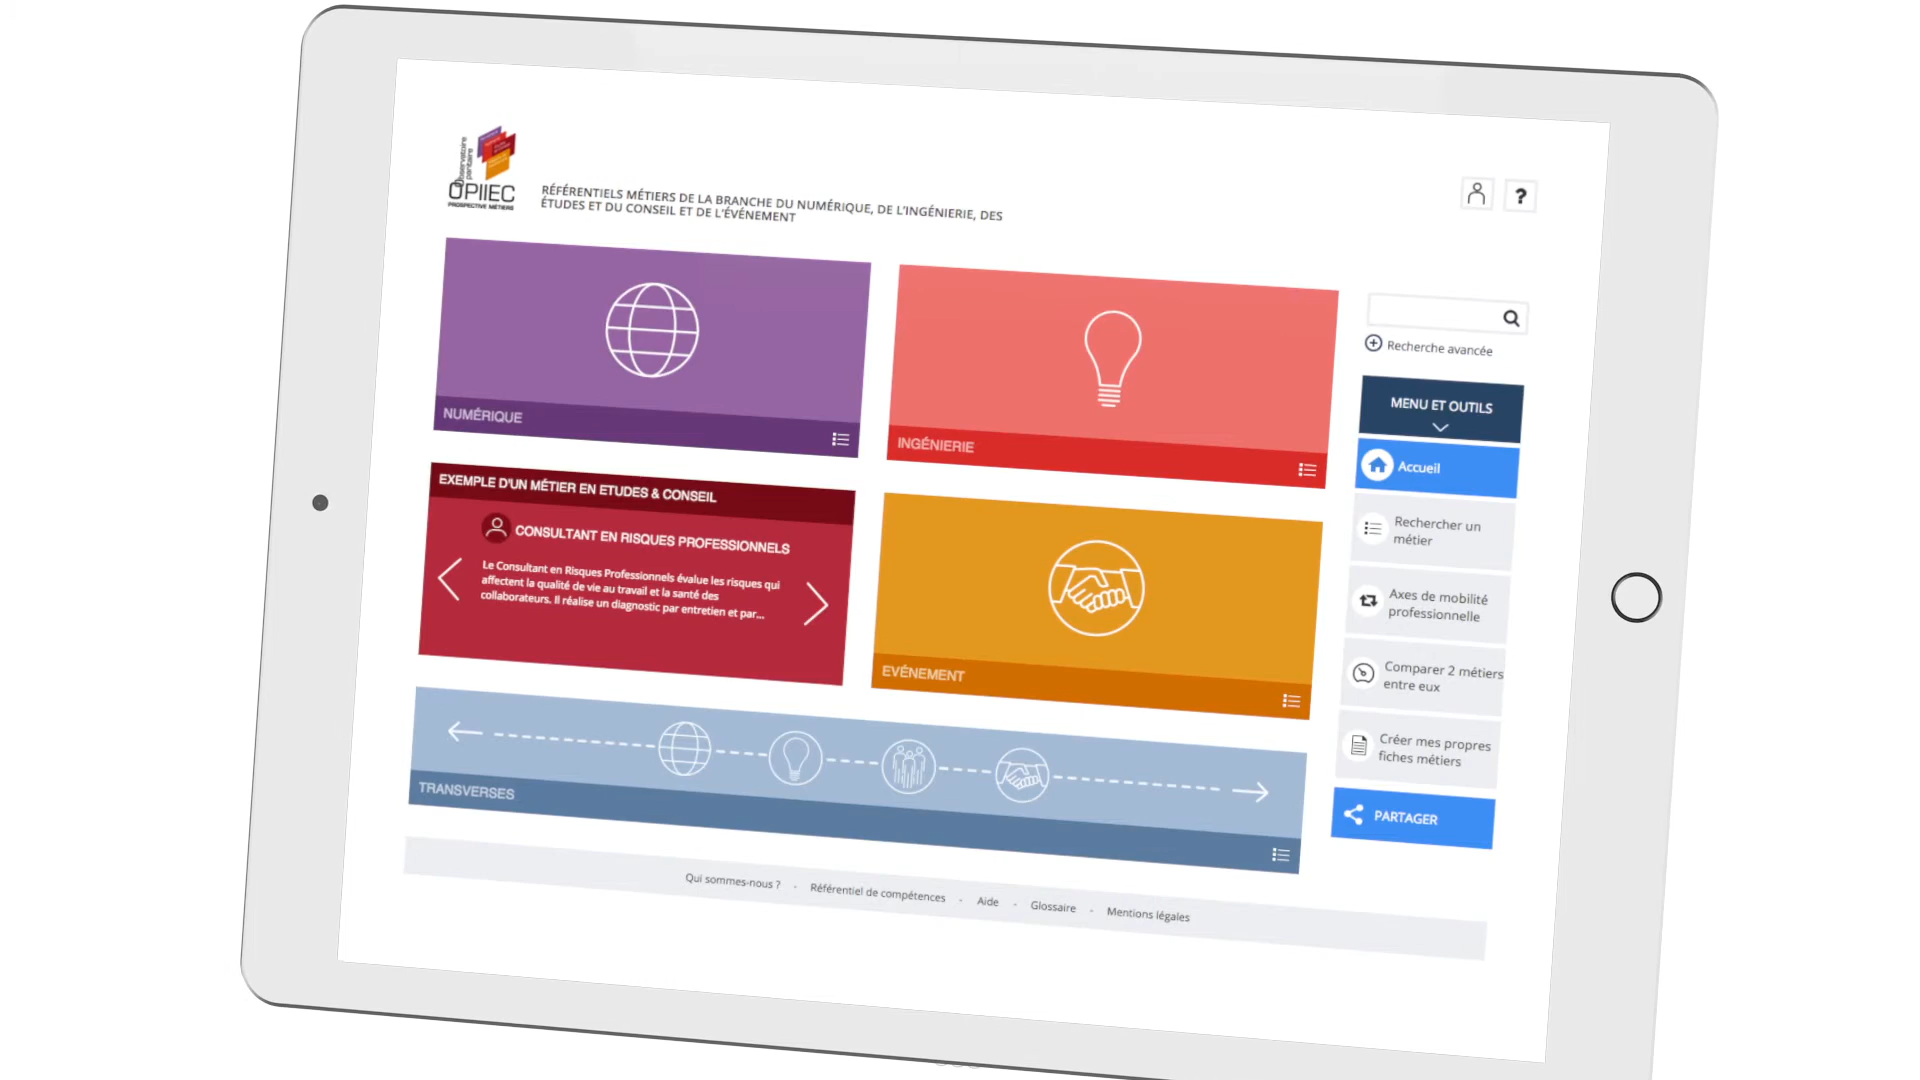 Observatoire
paritaire
OPIIEC
PROSPECTIVE MÉTIERS
RÉFÉRENTIELS MÉTIERS DE LA BRANCHE DU NUMÉRIQUE, DE L'INGÉNIERIE, DES
ÉTUDES ET DU CONSEIL ET DE L'ÉVÉNEMENT
?
NUMÉRIQUE
INGÉNIERIE
Recherche avancée
MENU ET OUTILS
Accueil
Rechercher un
métier
Axes de mobilité
professionnelle
Comparer 2 métiers
entre eux
Créer mes propres
fiches métiers
PARTAGER
EXEMPLE D'UN MÉTIER EN ETUDES & CONSEIL
CONSULTANT EN RISQUES PROFESSIONNELS
Le Consultant en Risques Professionnels évalue les risques qui
affectent la qualité de vie au travail et la santé des
collaborateurs. Il réalise un diagnostic par entretien et par...
EVÉNEMENT
TRANSVERSES
Qui sommes-nous ? - Référentiel de compétences - Aide - Glossaire - Mentions légales